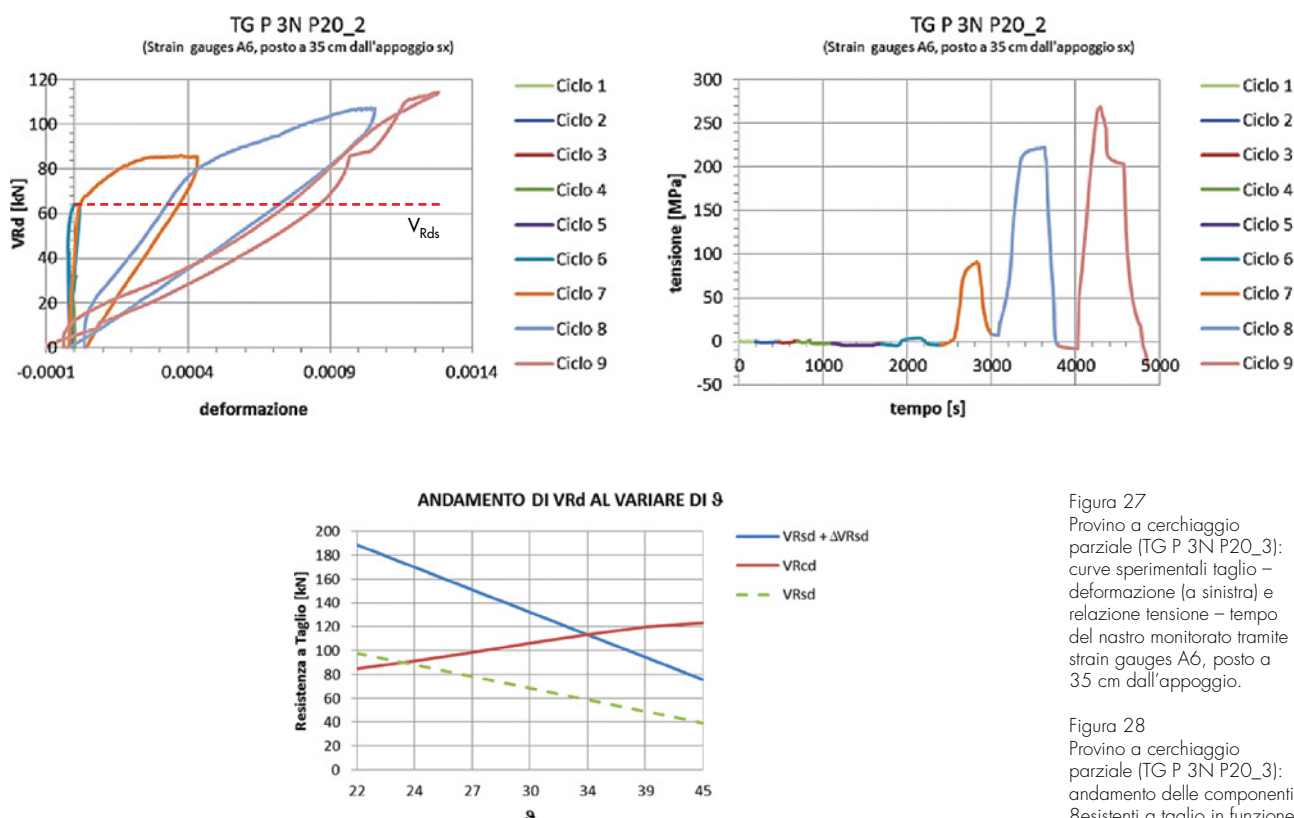 TG P 3N P20_2
(Strain gauges A6, posto a 35 cm dall'appoggio sx)
VRd [kN]
120
100
80
60
40
20
0
-0.0001
0.0004
0.0009
0.0014
deformazione
V_Rds
Ciclo 1
Ciclo 2
Ciclo 3
Ciclo 4
Ciclo 5
Ciclo 6
Ciclo 7
Ciclo 8
Ciclo 9
TG P 3N P20_2
(Strain gauges A6, posto a 35 cm dall'appoggio sx)
tensione [MPa]
300
250
200
150
100
50
0
-50
0
1000
2000
3000
4000
5000
tempo [s]
Ciclo 1
Ciclo 2
Ciclo 3
Ciclo 4
Ciclo 5
Ciclo 6
Ciclo 7
Ciclo 8
Ciclo 9
ANDAMENTO DI VRd AL VARIARE DI ϑ
Resistenza a Taglio [kN]
200
180
160
140
120
100
80
60
40
20
0
22
24
27
30
34
39
45
ϑ
VRsd + ΔVRsd
VRcd
VRsd
Figura 27
Provino a cerchiaggio
parziale (TG P 3N P20_3):
curve sperimentali taglio –
deformazione (a sinistra) e
relazione tensione – tempo
del nastro monitorato tramite
strain gauges A6, posto a
35 cm dall'appoggio.
Figura 28
Provino a cerchiaggio
parziale (TG P 3N P20_3):
andamento delle componenti
8esistenti a taglio in funzione